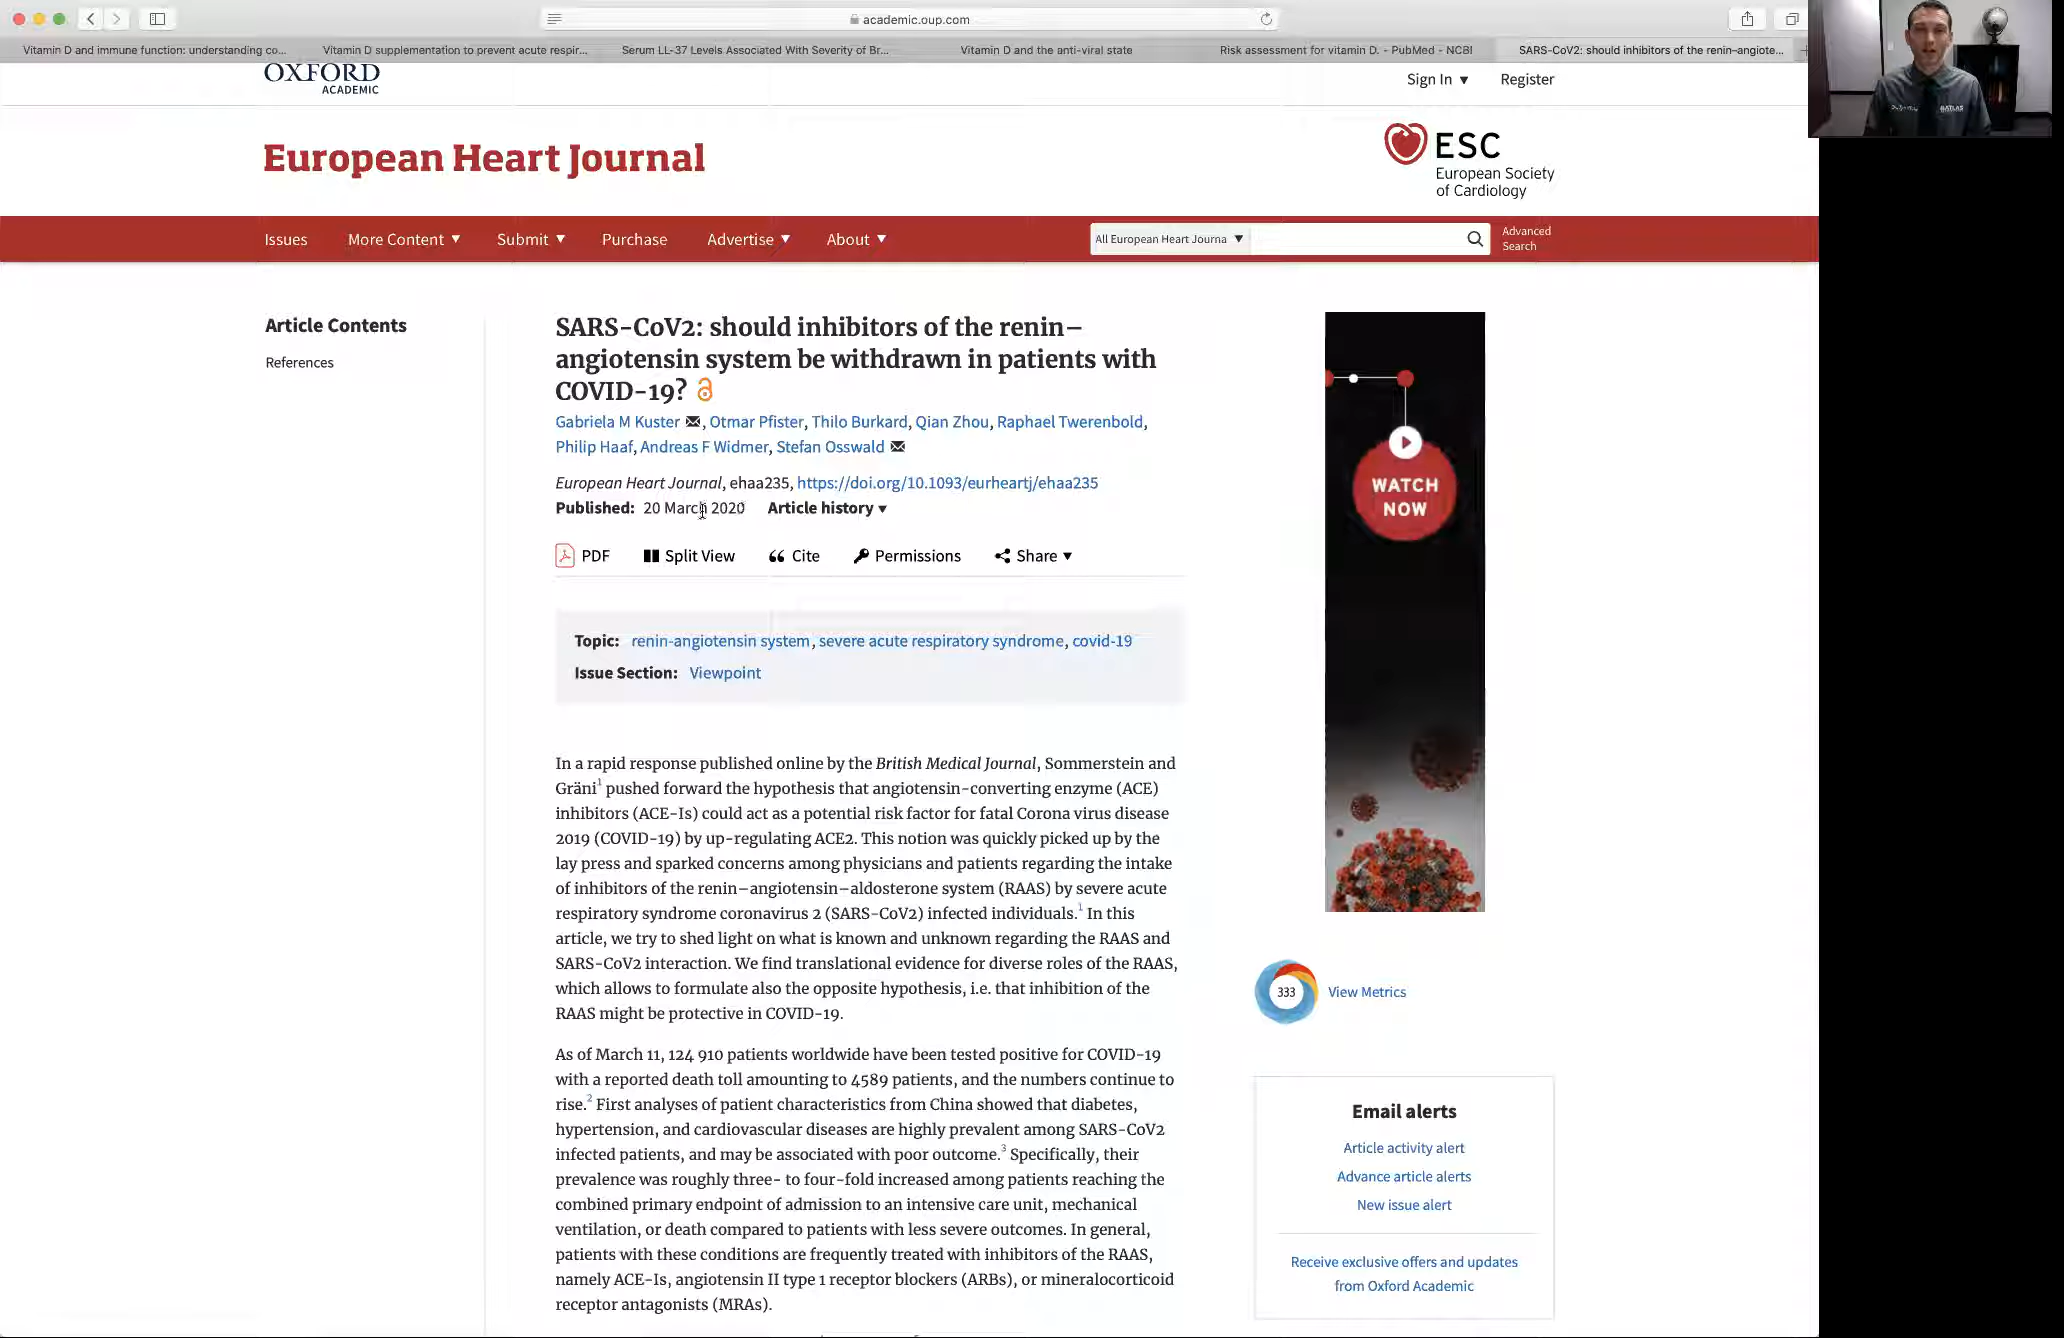 academic.oup.com
Vitamin D and immune function: understanding co...
Vitamin D supplementation to prevent acute respir...
Serum LL-37 Levels Associated With Severity of Br...
Vitamin D and the anti-viral state
Risk assessment for vitamin D. - PubMed - NCBI
SARS-CoV2: should inhibitors of the renin–angiote...
OXFORD
ACADEMIC
Sign In ▼
Register
European Heart Journal
ESC
European Society
of Cardiology
Issues
More Content ▼
Submit ▼
Purchase
Advertise ▼
About ▼
All European Heart Journa ▼
Advanced
Search
Article Contents
References
SARS-CoV2: should inhibitors of the renin–
angiotensin system be withdrawn in patients with
COVID-19?
Gabriela M Kuster, Otmar Pfister, Thilo Burkard, Qian Zhou, Raphael Twerenbold,
Philip Haaf, Andreas F Widmer, Stefan Osswald
European Heart Journal, ehaa235, https://doi.org/10.1093/eurheartj/ehaa235
Published: 20 March 2020 Article history ▼
PDF
Split View
Cite
Permissions
Share ▼
Topic: renin-angiotensin system, severe acute respiratory syndrome, covid-19
Issue Section: Viewpoint
In a rapid response published online by the British Medical Journal, Sommerstein and
Gräni1 pushed forward the hypothesis that angiotensin-converting enzyme (ACE)
inhibitors (ACE-Is) could act as a potential risk factor for fatal Corona virus disease
2019 (COVID-19) by up-regulating ACE2. This notion was quickly picked up by the
lay press and sparked concerns among physicians and patients regarding the intake
of inhibitors of the renin–angiotensin–aldosterone system (RAAS) by severe acute
respiratory syndrome coronavirus 2 (SARS-CoV2) infected individuals.1 In this
article, we try to shed light on what is known and unknown regarding the RAAS and
SARS-CoV2 interaction. We find translational evidence for diverse roles of the RAAS,
which allows to formulate also the opposite hypothesis, i.e. that inhibition of the
RAAS might be protective in COVID-19.
As of March 11, 124 910 patients worldwide have been tested positive for COVID-19
with a reported death toll amounting to 4589 patients, and the numbers continue to
rise.2 First analyses of patient characteristics from China showed that diabetes,
hypertension, and cardiovascular diseases are highly prevalent among SARS-CoV2
infected patients, and may be associated with poor outcome.3 Specifically, their
prevalence was roughly three- to four-fold increased among patients reaching the
combined primary endpoint of admission to an intensive care unit, mechanical
ventilation, or death compared to patients with less severe outcomes. In general,
patients with these conditions are frequently treated with inhibitors of the RAAS,
namely ACE-Is, angiotensin II type 1 receptor blockers (ARBs), or mineralocorticoid
receptor antagonists (MRAs).
WATCH
NOW
333
View Metrics
Email alerts
Article activity alert
Advance article alerts
New issue alert
Receive exclusive offers and updates
from Oxford Academic
ATLAS